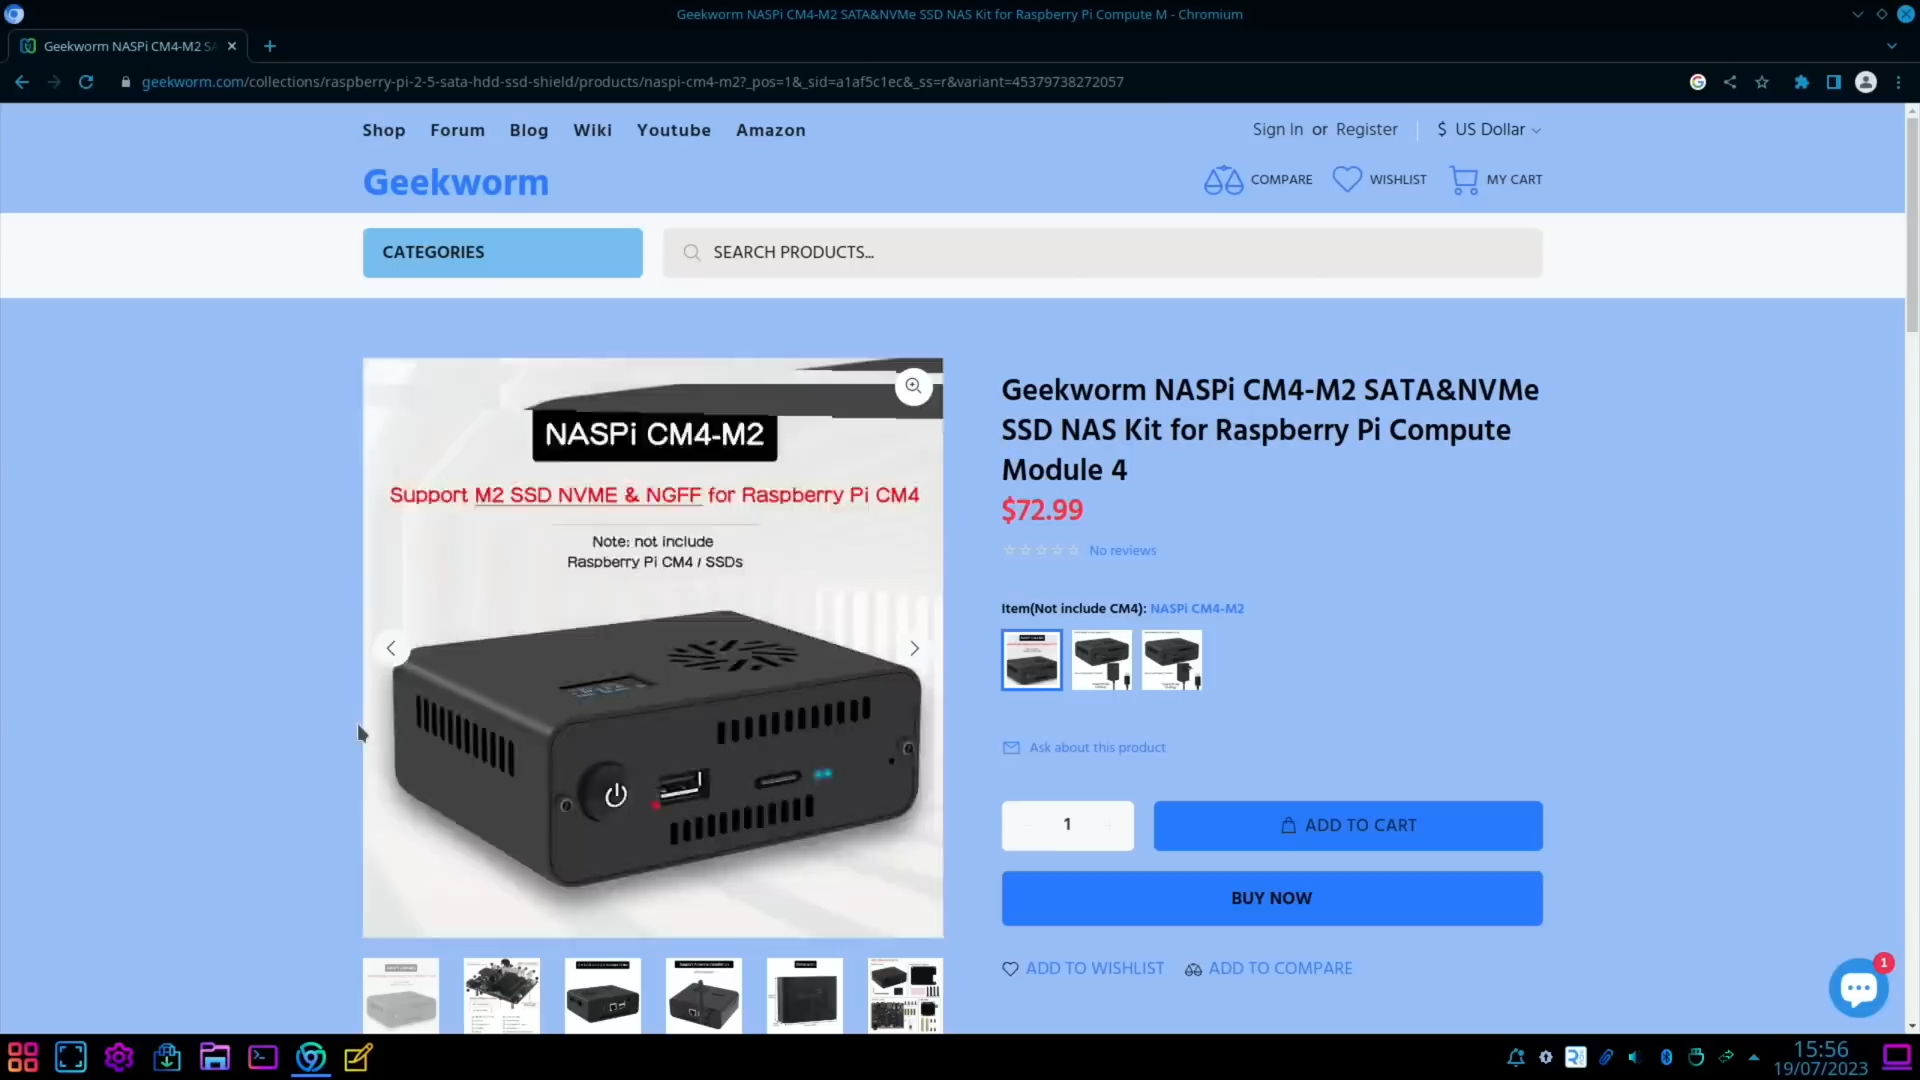 Geekworm NASPi CM4-M2 SATA&NVMe SSD NAS Kit for Raspberry Pi Compute M - Chromium
Geekworm NASPi CM4-M2 SA
geekworm.com/collections/raspberry-pi-2-5-sata-hdd-ssd-shield/products/naspi-cm4-m2?_pos=1&_sid=a1af5c1ec&_ss=r&variant=45379738272057
Shop Forum Blog Wiki Youtube Amazon
Sign In or Register $ US Dollar
Geekworm
COMPARE WISHLIST MY CART
CATEGORIES
SEARCH PRODUCTS...
NASPi CM4-M2
Support M2 SSD NVME & NGFF for Raspberry Pi CM4
Note: not include
Raspberry Pi CM4 / SSDs
Geekworm NASPi CM4-M2 SATA&NVMe
SSD NAS Kit for Raspberry Pi Compute
Module 4
$72.99
No reviews
Item(Not include CM4): NASPi CM4-M2
Ask about this product
1
ADD TO CART
BUY NOW
ADD TO WISHLIST ADD TO COMPARE
1
15:56
19/07/2023